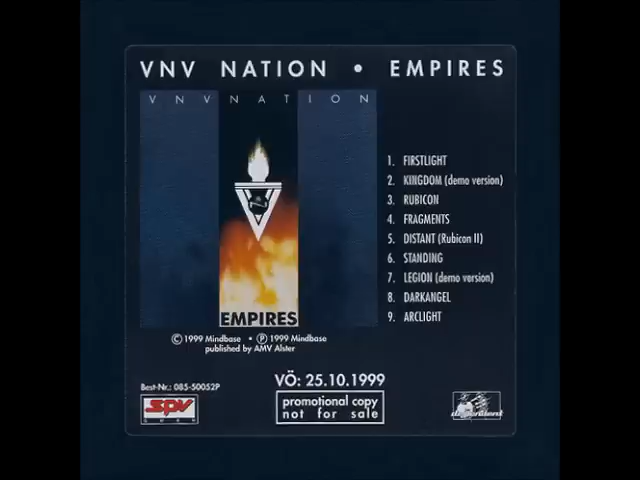 VNV NATION • EMPIRES
VNVNATION
1. FIRSTLIGHT
2. KINGDOM (demo version)
3. RUBICON
4. FRAGMENTS
5. DISTANT (Rubicon II)
6. STANDING
7. LEGION (demo version)
8. DARKANGEL
9. ARCLIGHT
EMPIRES
© 1999 Mindbase • ℗ 1999 Mindbase
published by AMV Alster
VÖ: 25.10.1999
Best-Nr.: 085-50052P
spv
promotional copy
not for sale
dependent